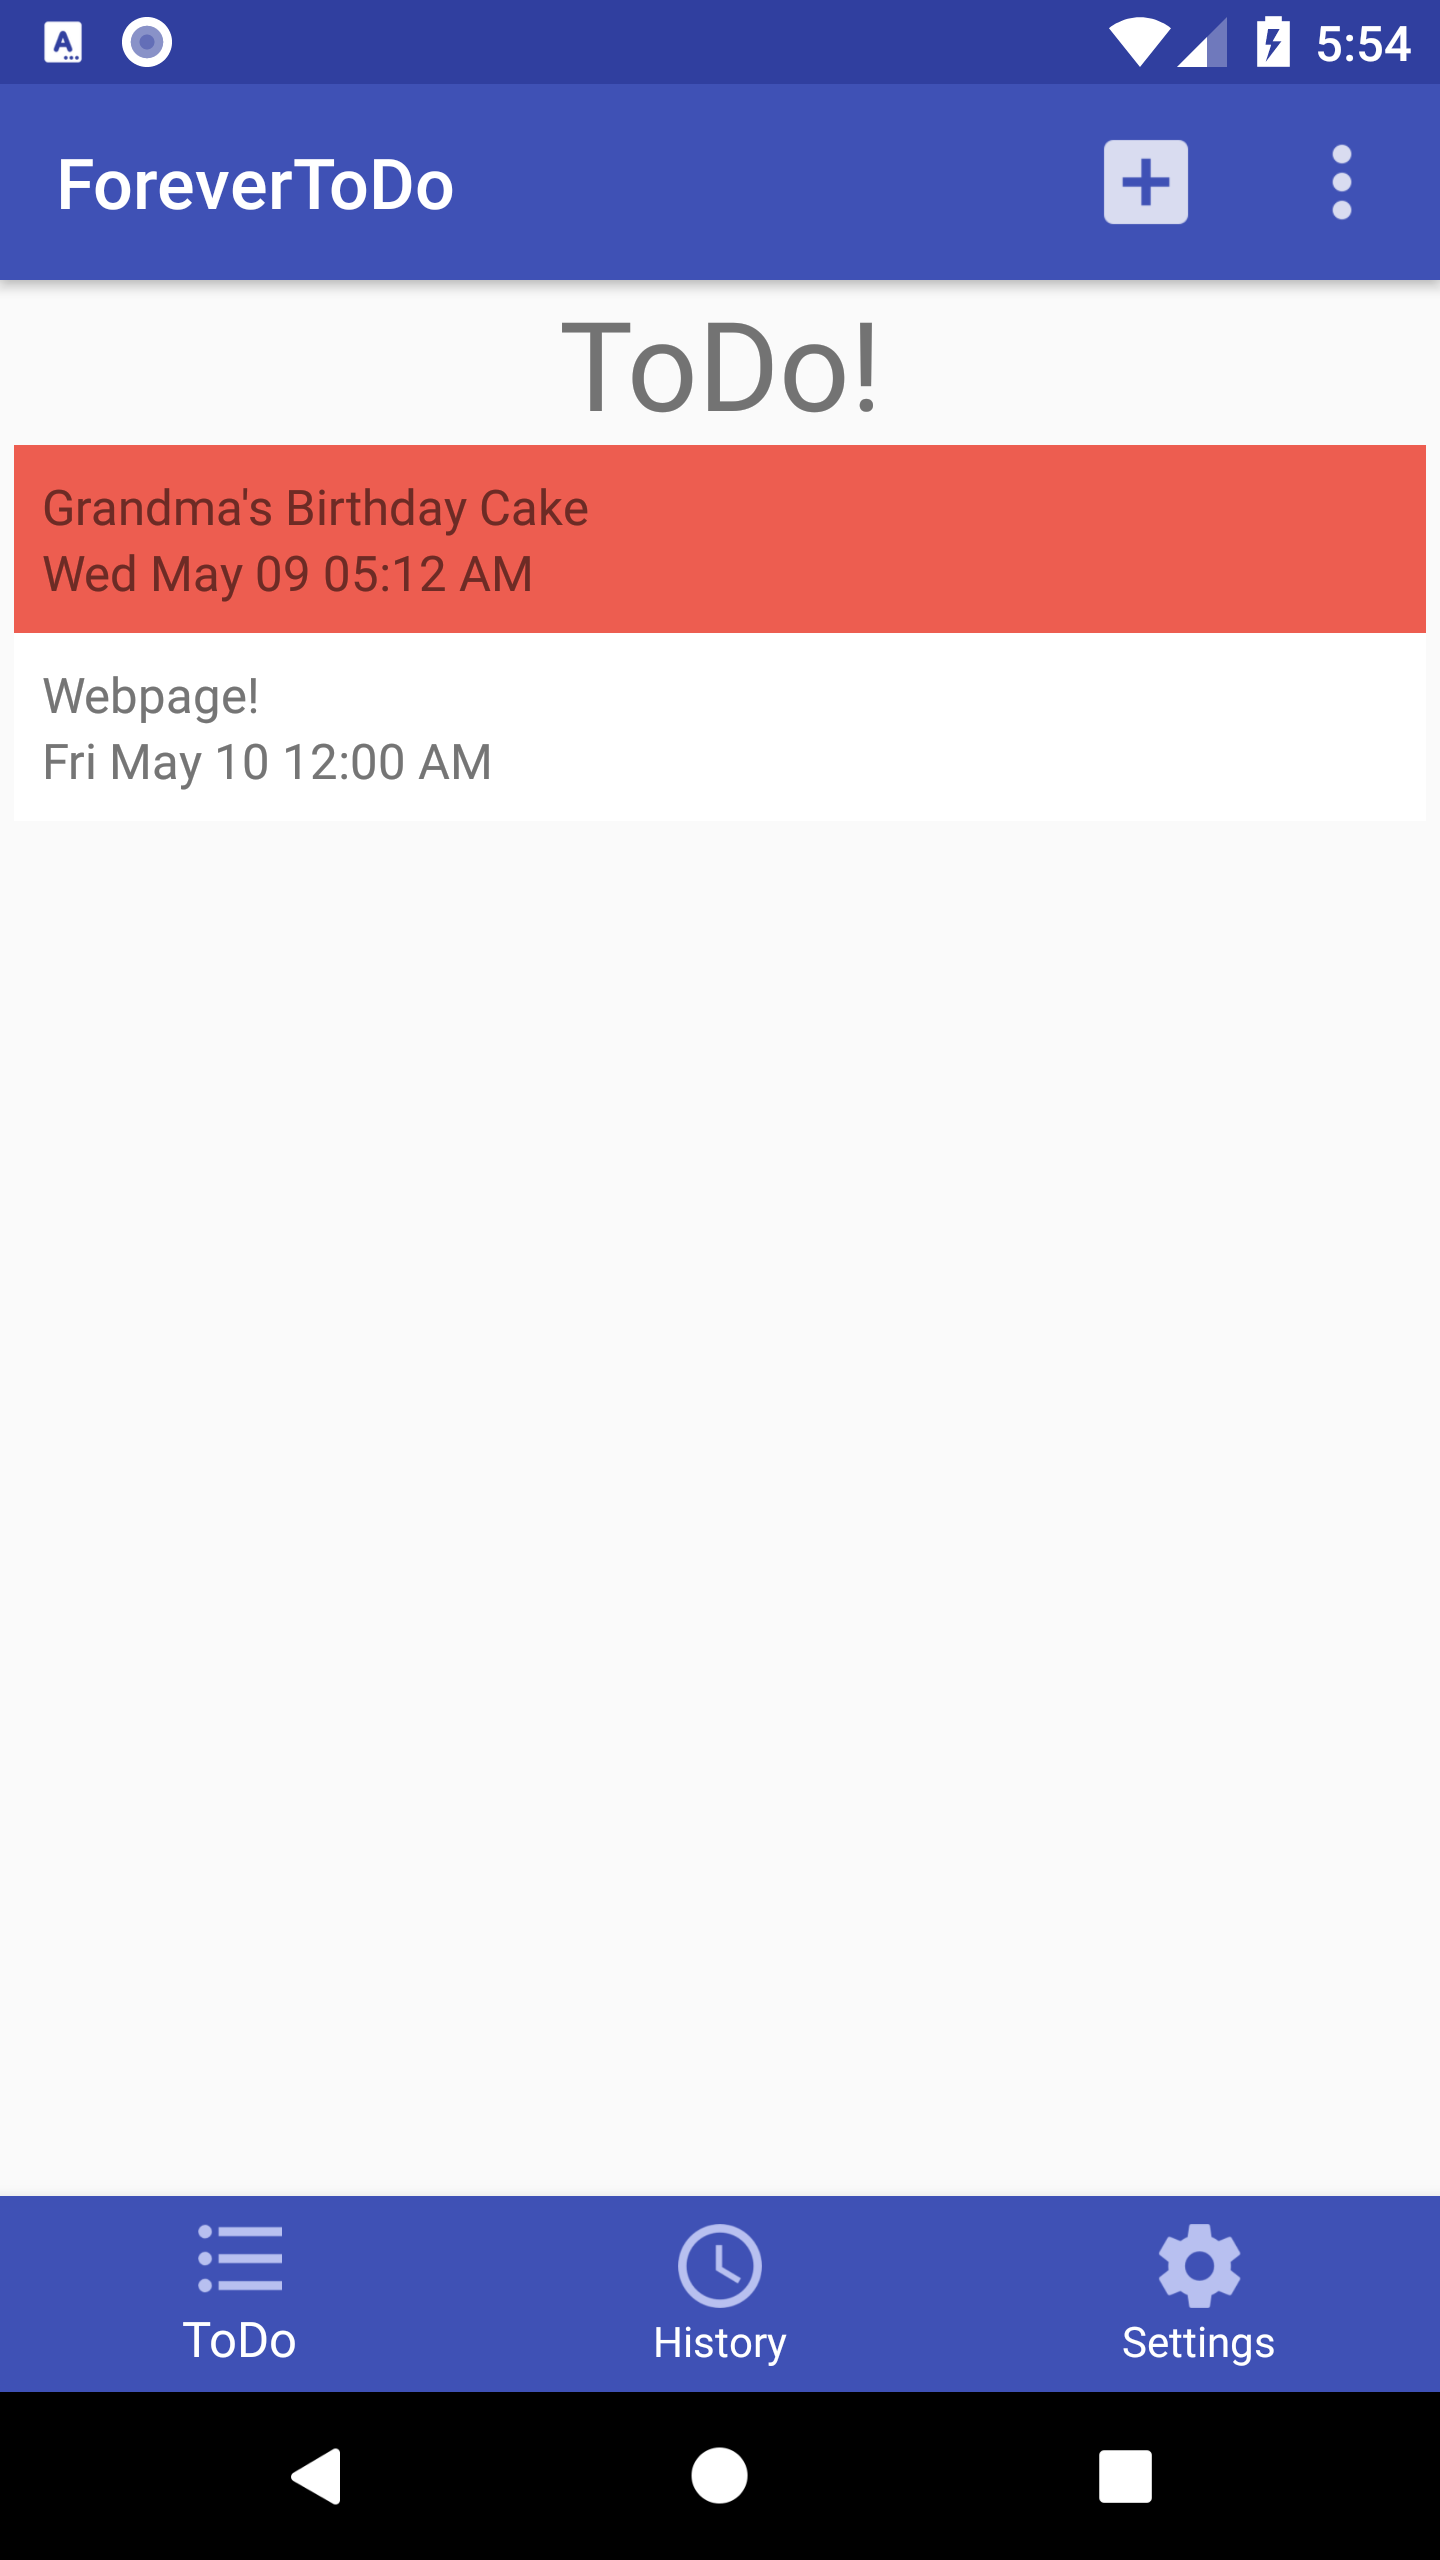 5:54
ForeverToDo
ToDo!
Grandma's Birthday Cake
Wed May 09 05:12 AM
Webpage!
Fri May 10 12:00 AM
ToDo
History
Settings